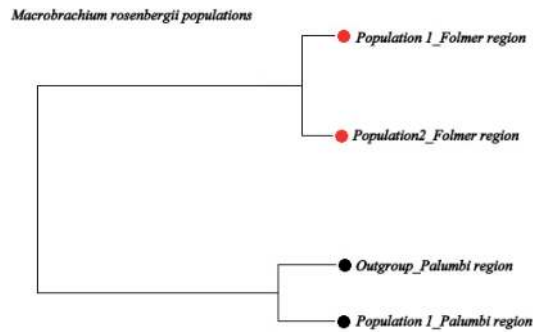 Macrobrachium rosenbergii populations
Population 1_Folmer region
Population2_Folmer region
Outgroup_Palumbi region
Population 1_Palumbi region